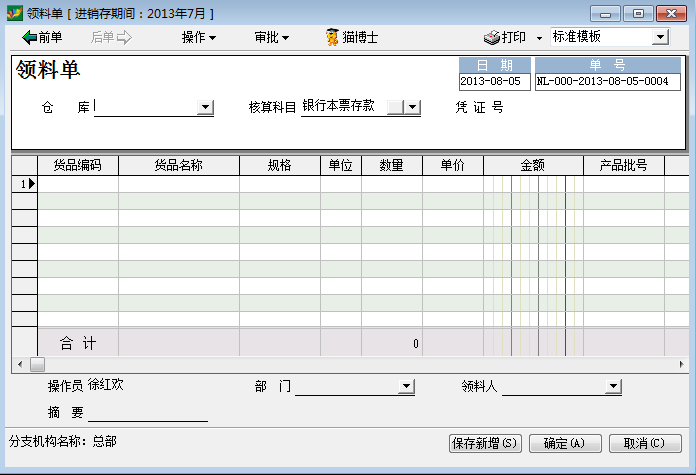 领料单 [ 进销存期间：2013年7月 ]
前单 后单 操作 审批 猫博士 打印 标准模板
领料单
日 期 单 号
2013-08-05 NL-000-2013-08-05-0004
仓 库 核算科目 银行本票存款 凭 证 号
货品编码 货品名称 规格 单位 数量 单价 金额 产品批号
1
合 计 0
操作员 徐红欢 部 门 领料人
摘 要
分支机构名称：总部 保存新增(S) 确定(A) 取消(C)